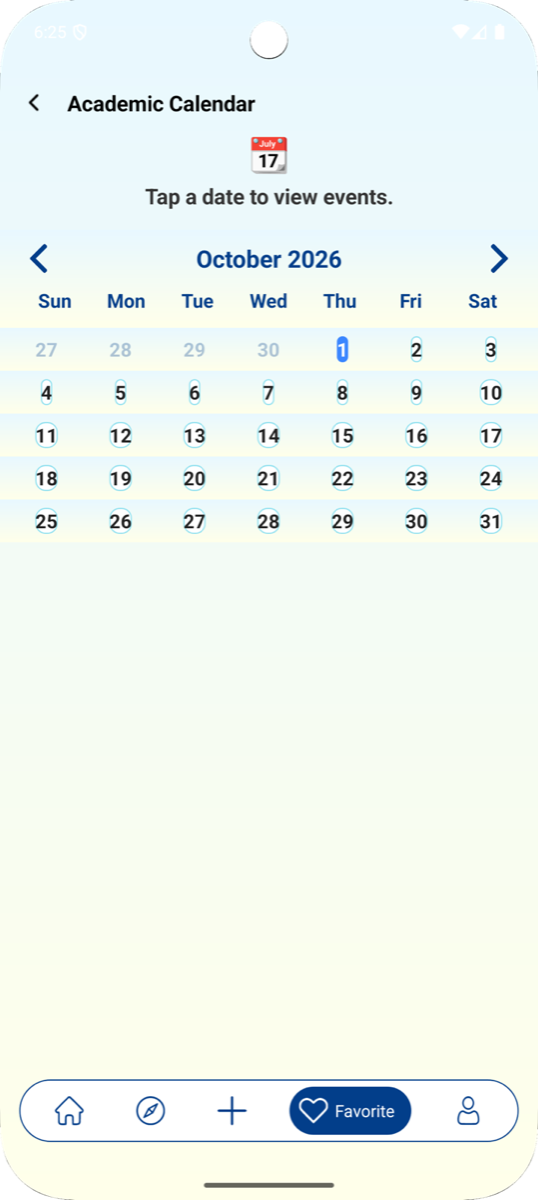 6:25
Academic Calendar
July
17
Tap a date to view events.
October 2026
Sun Mon Tue Wed Thu Fri Sat
27 28 29 30 1 2 3
4 5 6 7 8 9 10
11 12 13 14 15 16 17
18 19 20 21 22 23 24
25 26 27 28 29 30 31
Favorite